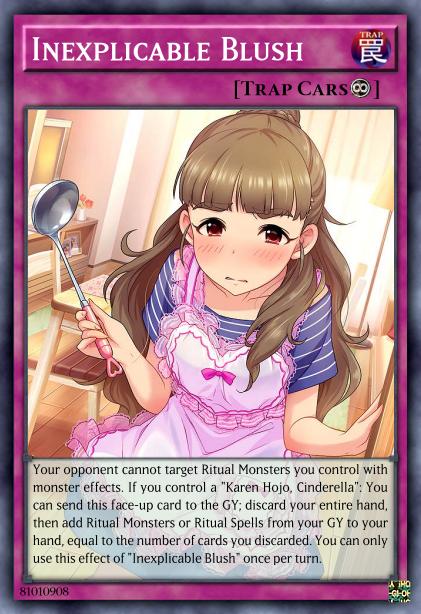 Inexplicable Blush
TRAP
罠
[Trap Cars ]
Your opponent cannot target Ritual Monsters you control with
monster effects. If you control a "Karen Hojo, Cinderella": You
can send this face-up card to the GY; discard your entire hand,
then add Ritual Monsters or Ritual Spells from your GY to your
hand, equal to the number of cards you discarded. You can only
use this effect of "Inexplicable Blush" once per turn.
81010908